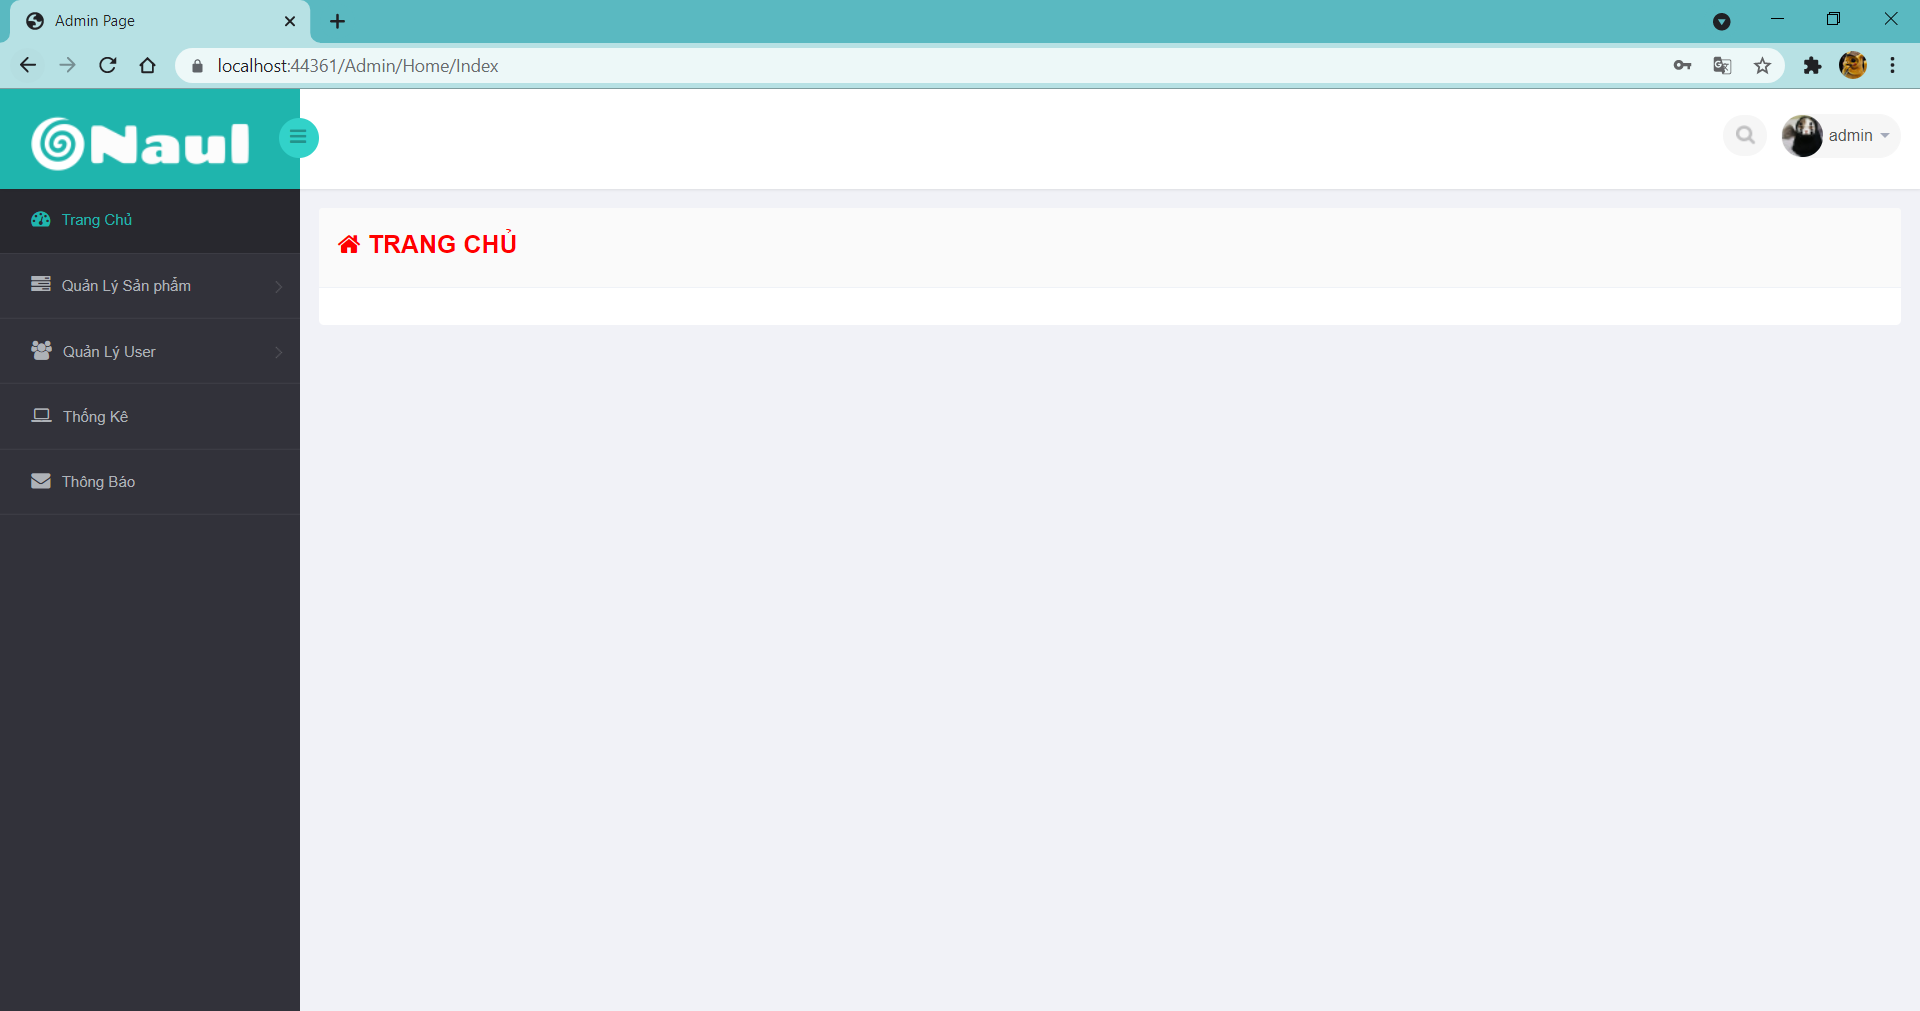 Admin Page
localhost:44361/Admin/Home/Index
Naul
admin
Trang Chủ
Quản Lý Sản phẩm
Quản Lý User
Thống Kê
Thông Báo
TRANG CHỦ